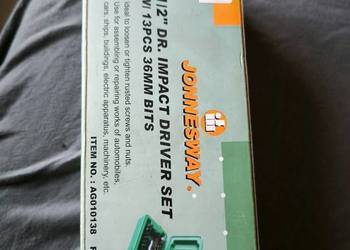 JONNESWAY
1/2" DR. IMPACT DRIVER SET
W/ 13PCS 36MM BITS
Ideal to loosen or tighten rusted screws and nuts.
Use for assembling or repairing works of automobiles,
cars, ships, buildings, electric apparatus, machinery, etc.
ITEM NO.: AG010138